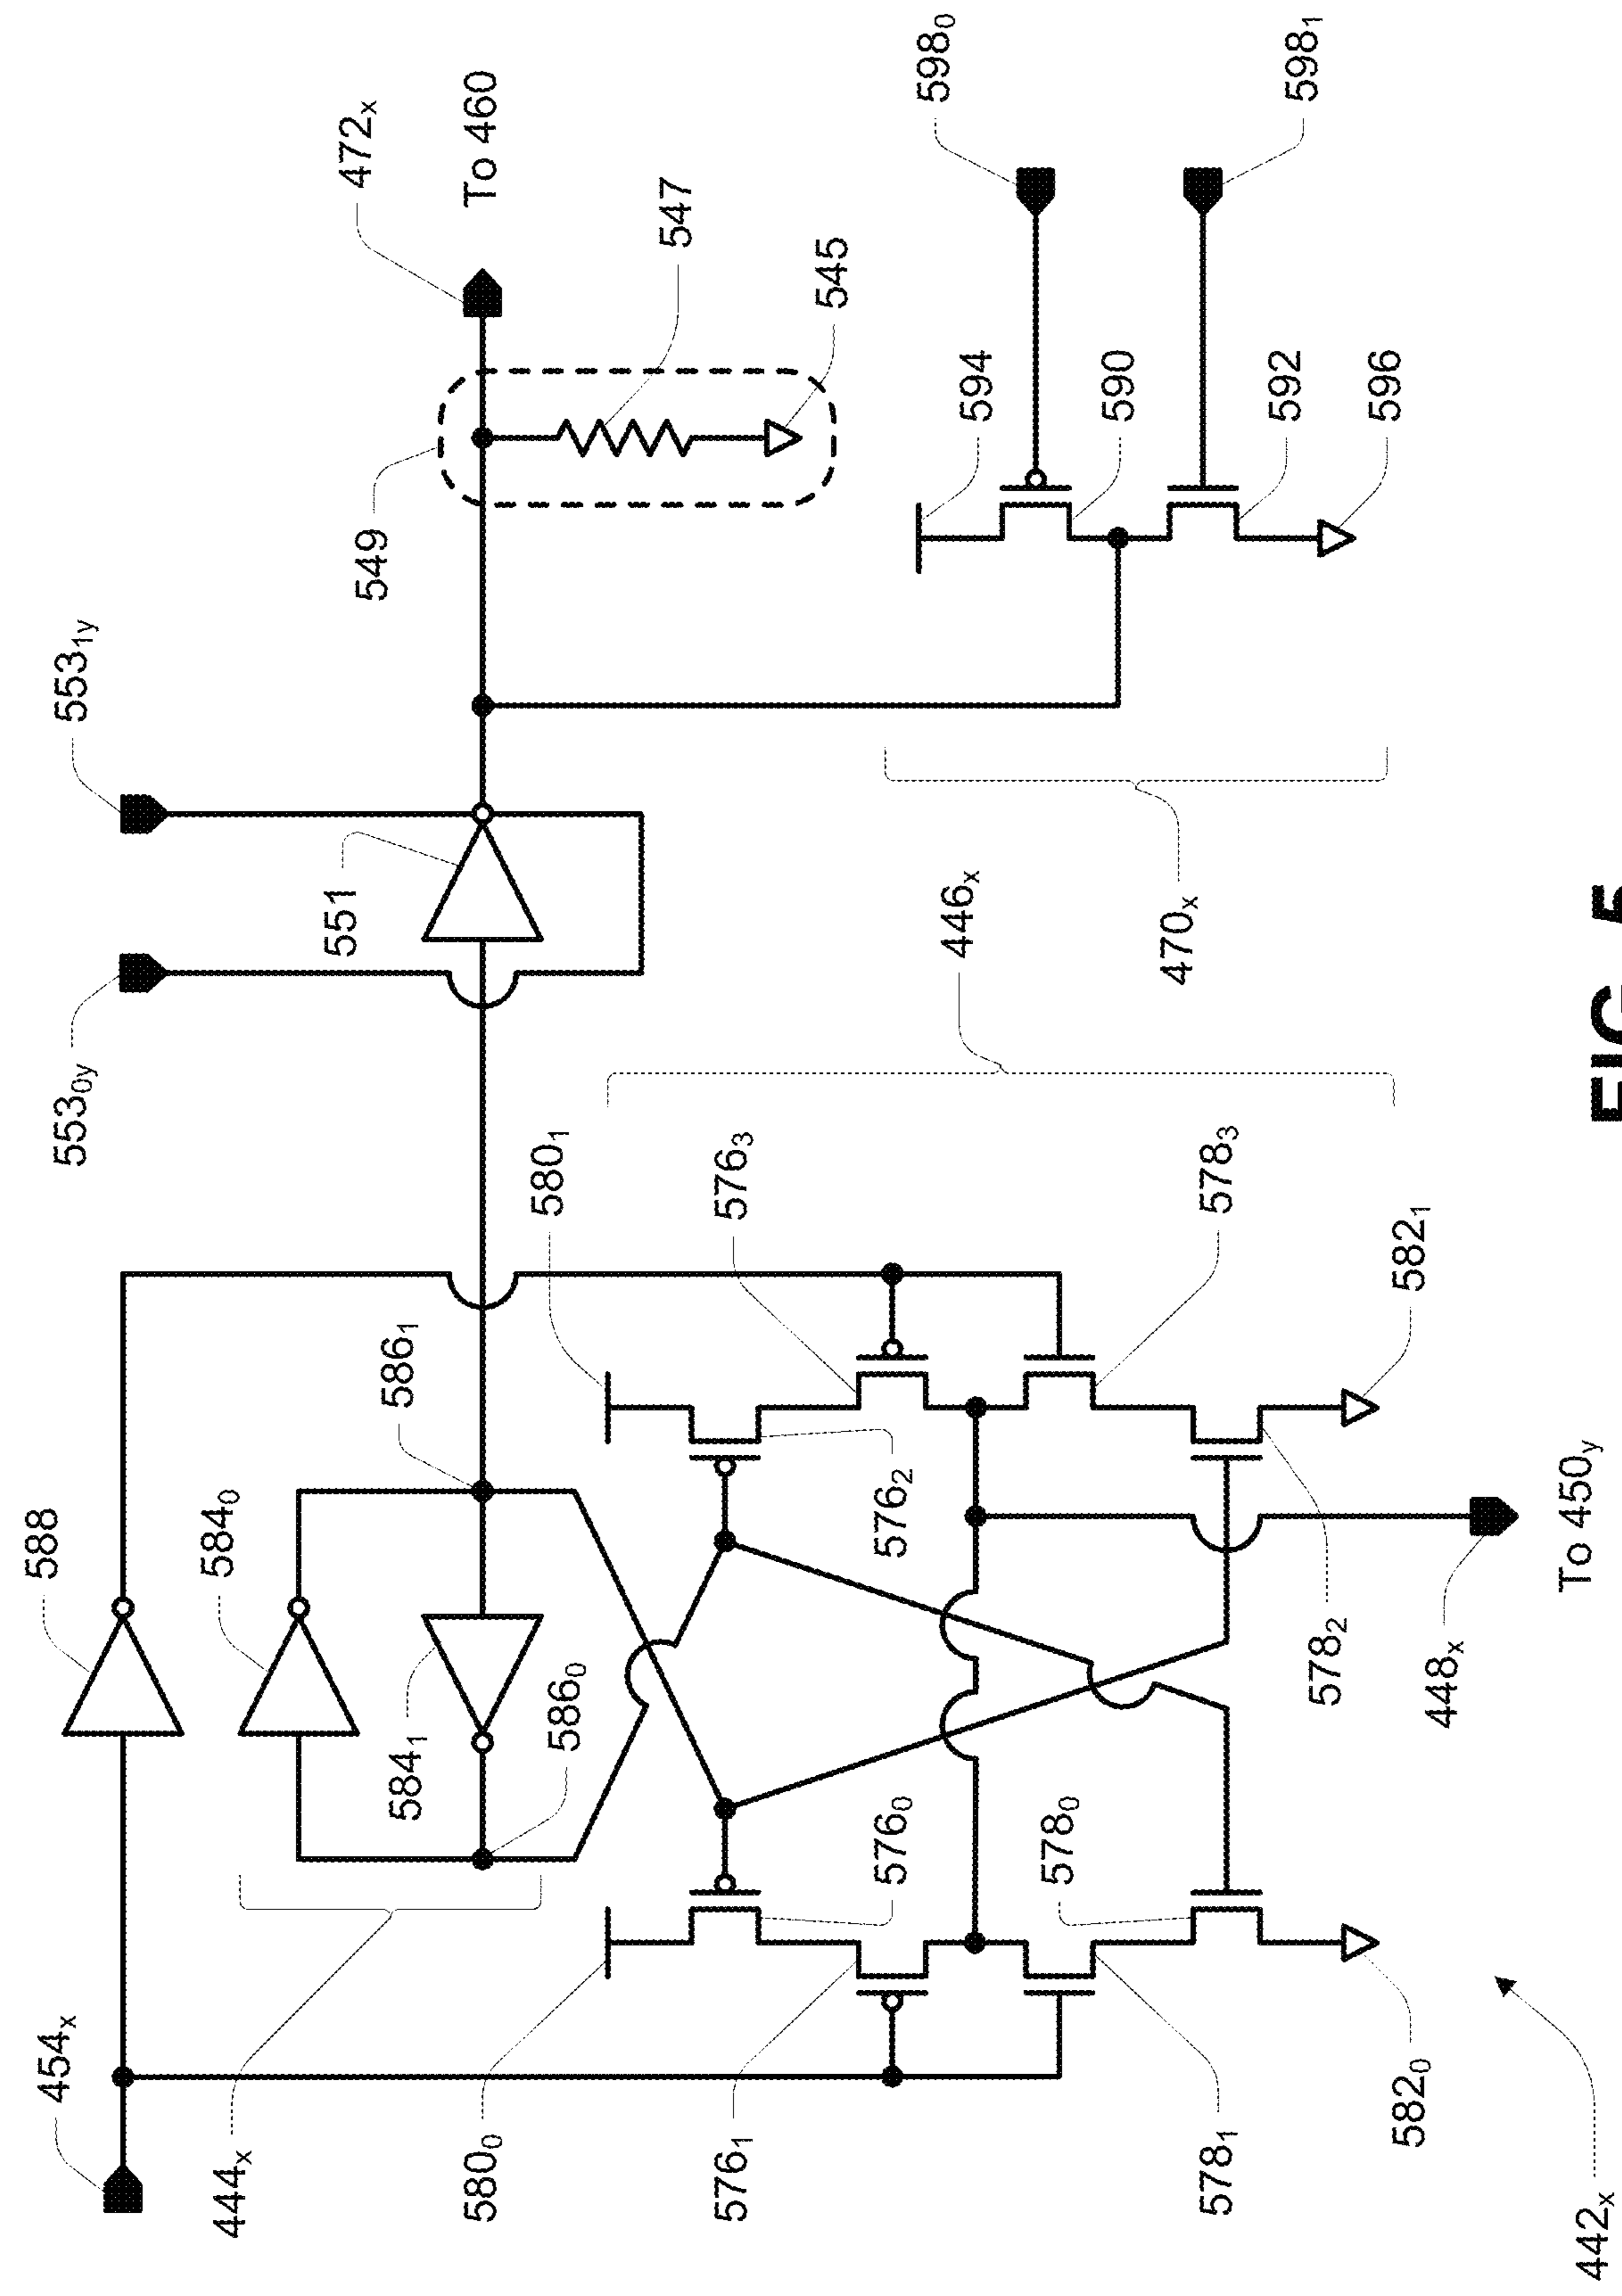 454ₓ
588
553₀ᵧ
553₁ᵧ
444ₓ
584₀
584₁
586₀
586₁
551
549
472ₓ
To 460
547
545
580₀
580₁
576₁
576₀
576₂
576₃
446ₓ
470ₓ
594
598₀
590
592
598₁
596
578₁
578₀
578₂
578₃
582₀
582₁
448ₓ
To 450ᵧ
442ₓ
FIG. 5